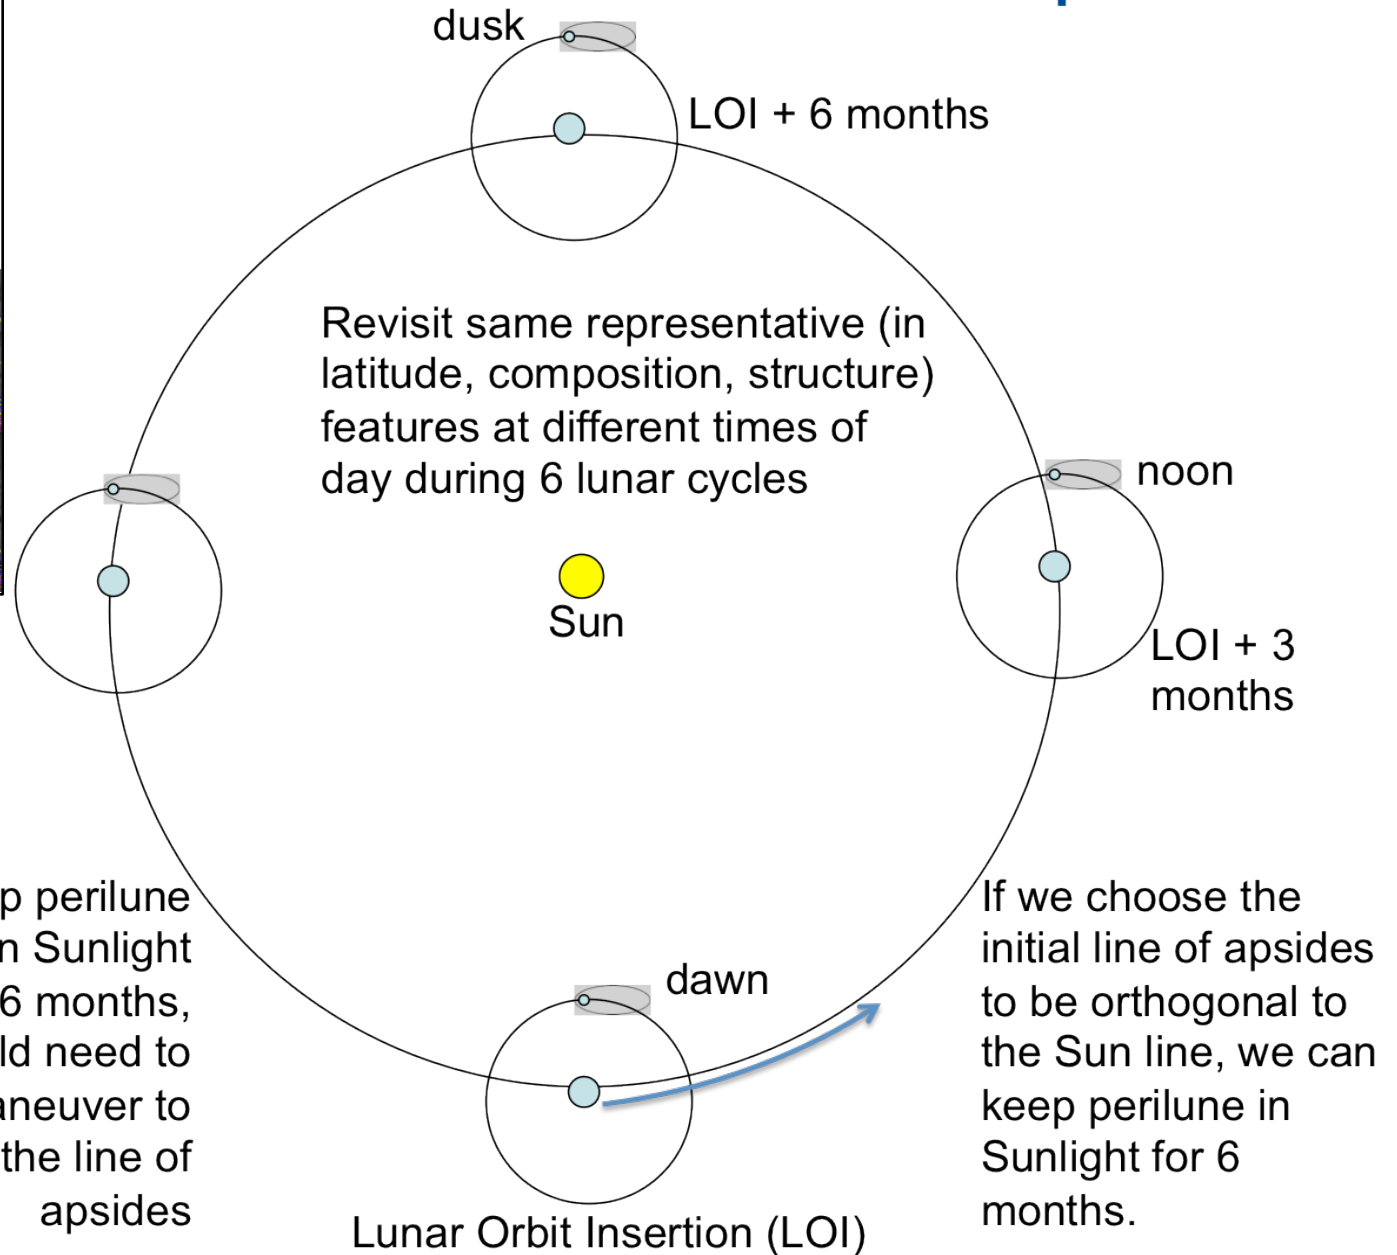 dusk
LOI + 6 months
Revisit same representative (in
latitude, composition, structure)
features at different times of
day during 6 lunar cycles
noon
Sun
LOI + 3
months
p perilune
n Sunlight
6 months,
ld need to
aneuver to
the line of
apsides
dawn
If we choose the
initial line of apsides
to be orthogonal to
the Sun line, we can
keep perilune in
Sunlight for 6
months.
Lunar Orbit Insertion (LOI)